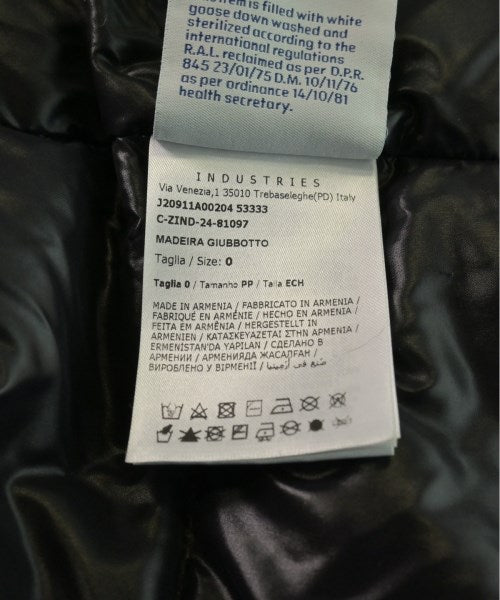 item is filled with white
goose down washed and
sterilized according to the
international regulations
R.A.L. reclaimed as per D.P.R.
845 23/01/75 D.M. 10/11/76
as per ordinance 14/10/81
health secretary.
INDUSTRIES
Via Venezia,1 35010 Trebaseleghe(PD) Italy
J20911A00204 53333
C-ZIND-24-81097
MADEIRA GIUBBOTTO
Taglia / Size: 0
Taglia 0 / Tamanho PP / Talla ECH
MADE IN ARMENIA / FABBRICATO IN ARMENIA /
FABRIQUÉ EN ARMÉNIE / HECHO EN ARMENIA /
FEITA EM ARMÊNIA / HERGESTELLT IN
ARMENIEN / ΚΑΤΑΣΚΕΥΑΖΕΤΑΙ ΣΤΗΝ ΑΡΜΕΝΙΑ /
ERMENISTAN'DA YAPILAN / СДЕЛАНО В
АРМЕНИИ / АРМЕНИЯДА ЖАСАЛҒАН /
ВИРОБЛЕНО У ВІРМЕНІЇ / صنع في أرمينيا